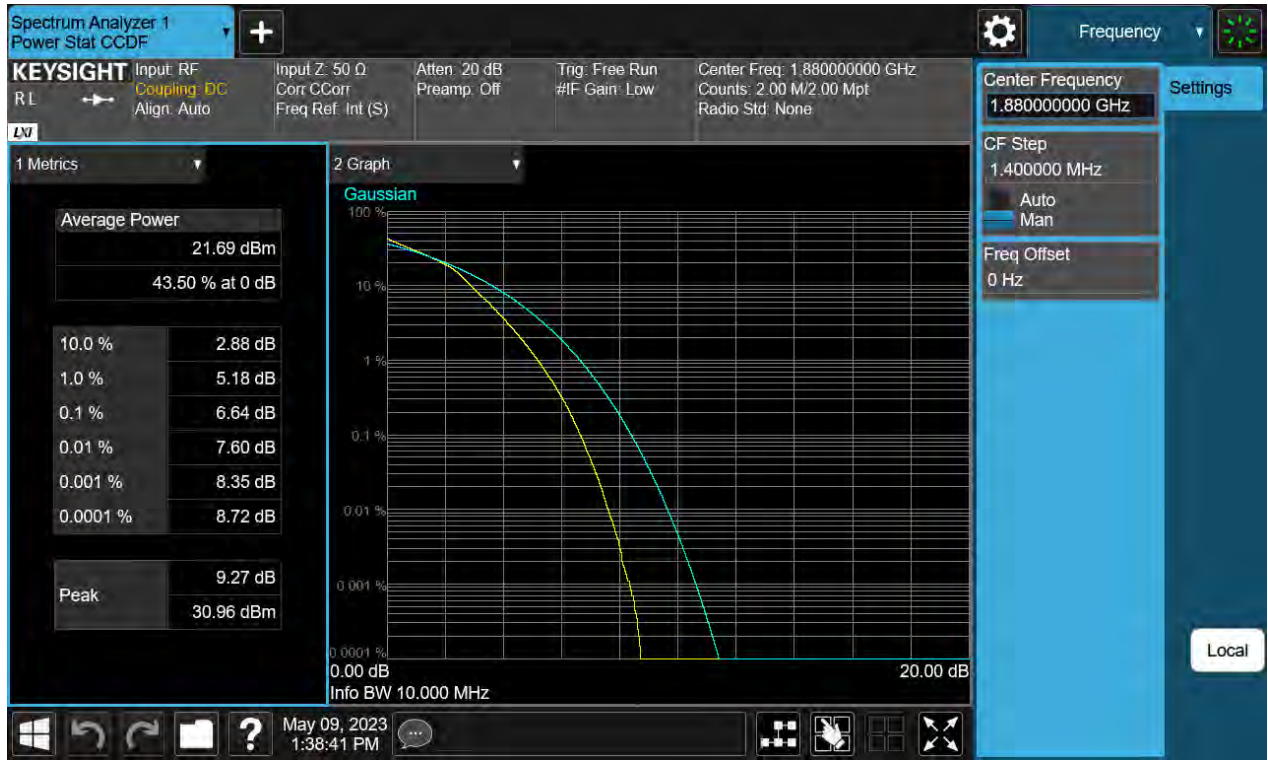 Spectrum Analyzer 1
Power Stat CCDF
Frequency
KEYSIGHT
RL
LXI
Input: RF
Coupling: DC
Align: Auto
Input Z: 50 Ω
Corr CCorr
Freq Ref: Int (S)
Atten: 20 dB
Preamp: Off
Trig: Free Run
#IF Gain: Low
Center Freq: 1.880000000 GHz
Counts: 2.00 M/2.00 Mpt
Radio Std: None
Center Frequency
1.880000000 GHz
Settings
CF Step
1.400000 MHz
Auto
Man
Freq Offset
0 Hz
1 Metrics
Average Power
21.69 dBm
43.50 % at 0 dB
10.0 % 2.88 dB
1.0 % 5.18 dB
0.1 % 6.64 dB
0.01 % 7.60 dB
0.001 % 8.35 dB
0.0001 % 8.72 dB
Peak
9.27 dB
30.96 dBm
2 Graph
Gaussian
100 %
10 %
1 %
0.1 %
0.01 %
0.001 %
0.0001 %
0.00 dB
20.00 dB
Info BW 10.000 MHz
Local
?
May 09, 2023
1:38:41 PM